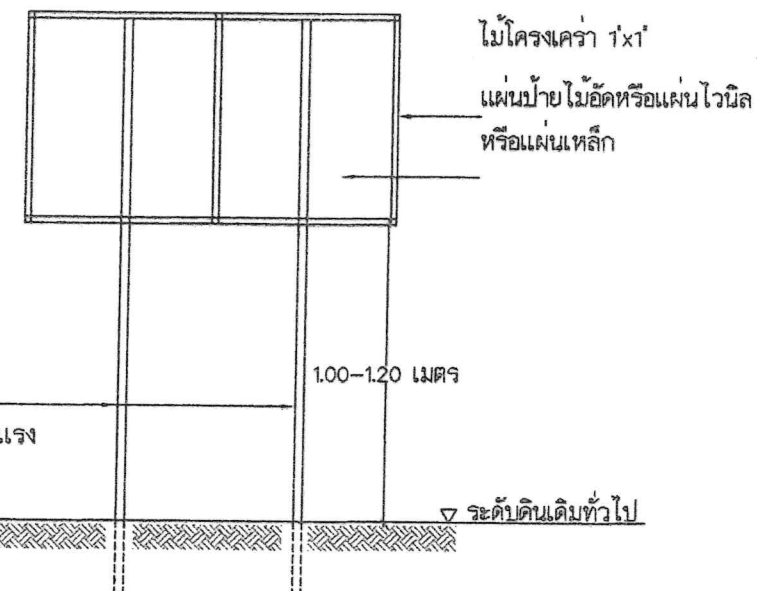 ไม้โครงเคร่า 1"x1"
แผ่นป้ายไม้อัดหรือแผ่นไวนิล
หรือแผ่นเหล็ก
1.00-1.20 เมตร
แรง
ระดับดินเดิมทั่วไป